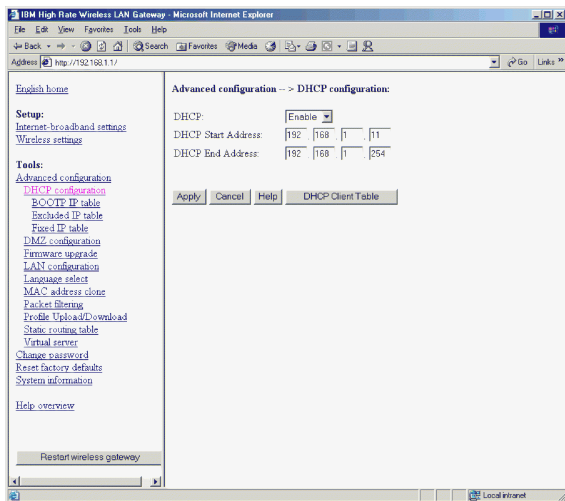 IBM High Rate Wireless LAN Gateway - Microsoft Internet Explorer
File Edit View Favorites Tools Help
Back Search Favorites Media
Address http://192.168.1.1/ Go Links »
English home
Setup:
Internet-broadband settings
Wireless settings
Tools:
Advanced configuration
DHCP configuration
BOOTP IP table
Excluded IP table
Fixed IP table
DMZ configuration
Firmware upgrade
LAN configuration
Language select
MAC address clone
Packet filtering
Profile Upload/Download
Static routing table
Virtual server
Change password
Reset factory defaults
System information
Help overview
Restart wireless gateway
Advanced configuration -- > DHCP configuration:
DHCP: Enable
DHCP Start Address: 192 . 168 . 1 . 11
DHCP End Address: 192 . 168 . 1 . 254
Apply Cancel Help DHCP Client Table
Local intranet